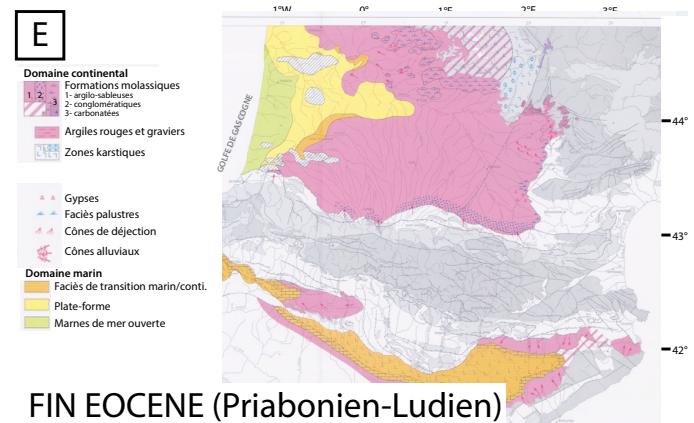 E
1°W 0° 1°E 2°E 3°E
Domaine continental
Formations molassiques
1 2 3
1- argilo-sableuses
2- conglomératiques
3- carbonatées
Argiles rouges et graviers
Zones karstiques
Gypses
Faciès palustres
Cônes de déjection
Cônes alluviaux
Domaine marin
Faciès de transition marin/conti.
Plate-forme
Marnes de mer ouverte
GOLFE DE GASCOGNE
44°
43°
42°
FIN EOCENE (Priabonien-Ludien)